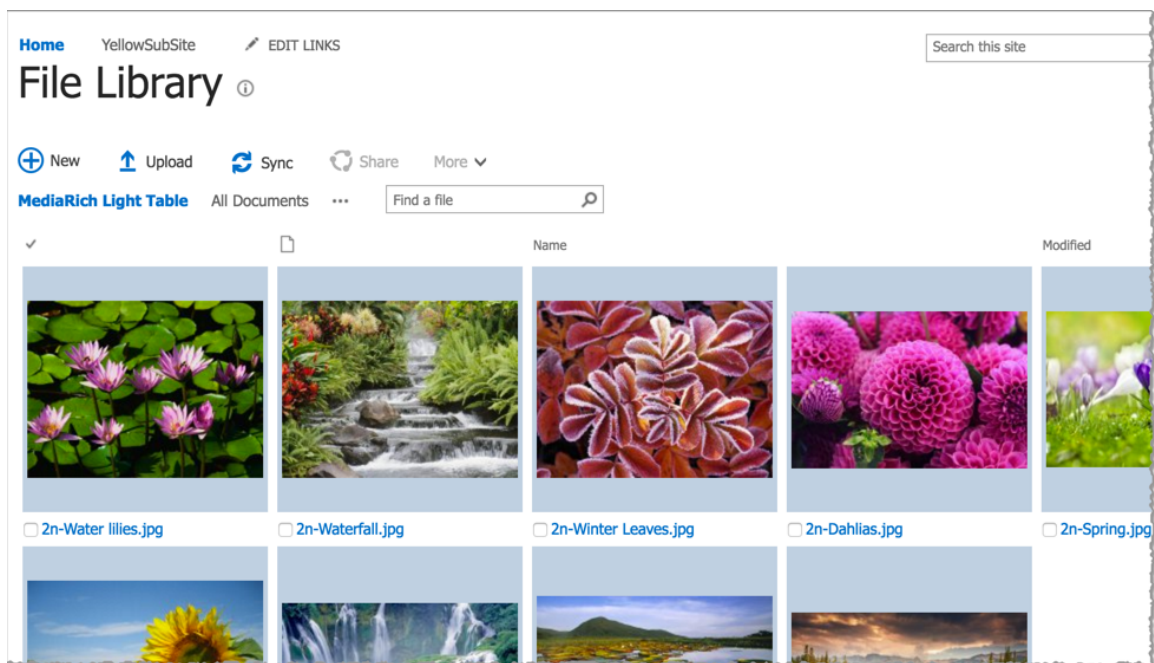 Home YellowSubSite EDIT LINKS Search this site
File Library
New Upload Sync Share More
MediaRich Light Table All Documents ... Find a file
Name Modified
2n-Water lilies.jpg 2n-Waterfall.jpg 2n-Winter Leaves.jpg 2n-Dahlias.jpg 2n-Spring.jpg